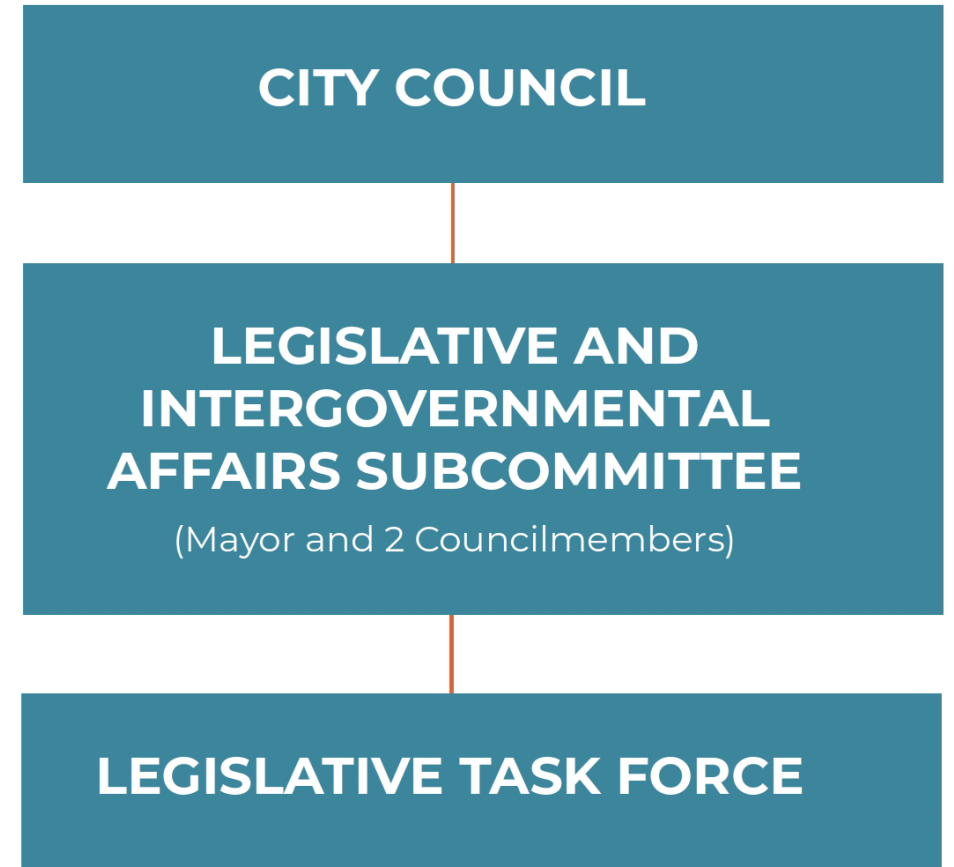 CITY COUNCIL
LEGISLATIVE AND
INTERGOVERNMENTAL
AFFAIRS SUBCOMMITTEE
(Mayor and 2 Councilmembers)
LEGISLATIVE TASK FORCE